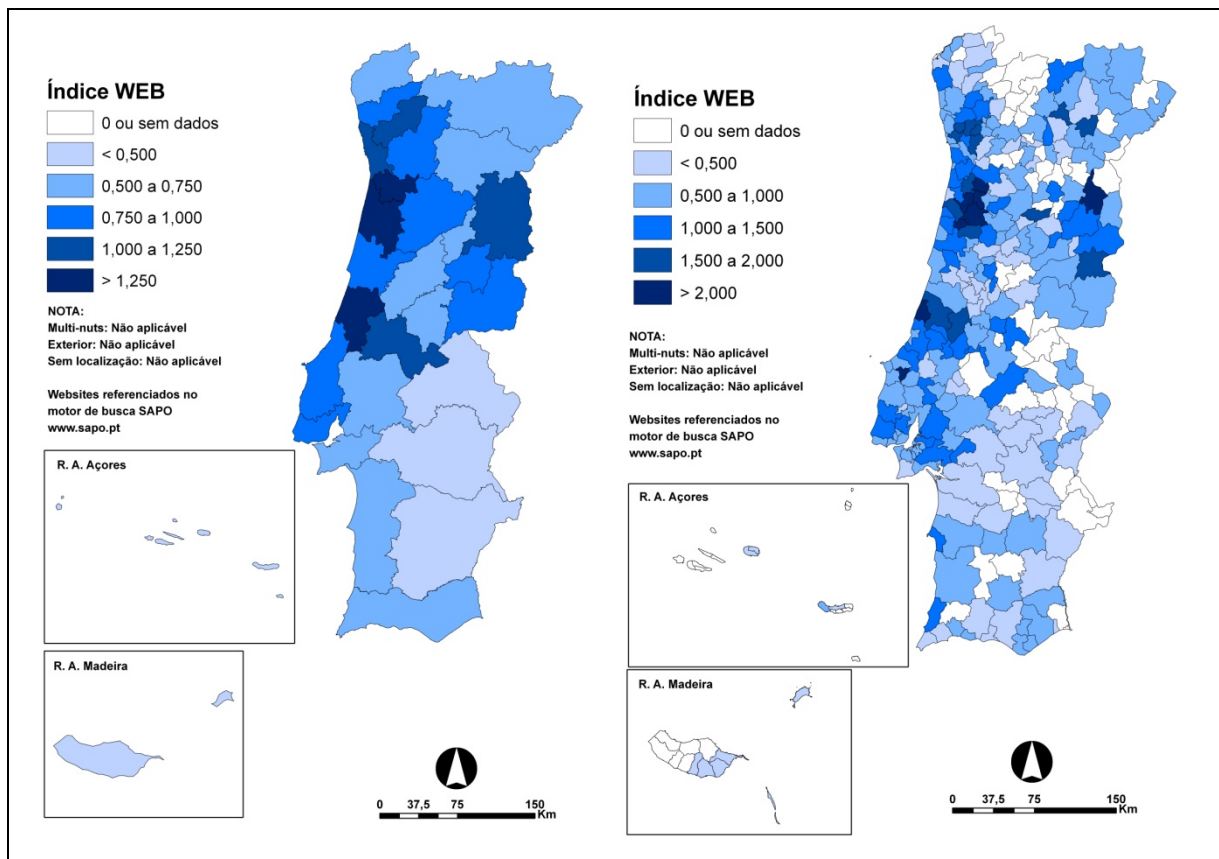 Índice WEB
0 ou sem dados
< 0,500
0,500 a 0,750
0,750 a 1,000
1,000 a 1,250
> 1,250
NOTA:
Multi-nuts: Não aplicável
Exterior: Não aplicável
Sem localização: Não aplicável
Websites referenciados no
motor de busca SAPO
www.sapo.pt
R. A. Açores
R. A. Madeira
0 37,5 75 150
Km
Índice WEB
0 ou sem dados
< 0,500
0,500 a 1,000
1,000 a 1,500
1,500 a 2,000
> 2,000
NOTA:
Multi-nuts: Não aplicável
Exterior: Não aplicável
Sem localização: Não aplicável
Websites referenciados no
motor de busca SAPO
www.sapo.pt
R. A. Açores
R. A. Madeira
0 37,5 75 150
Km